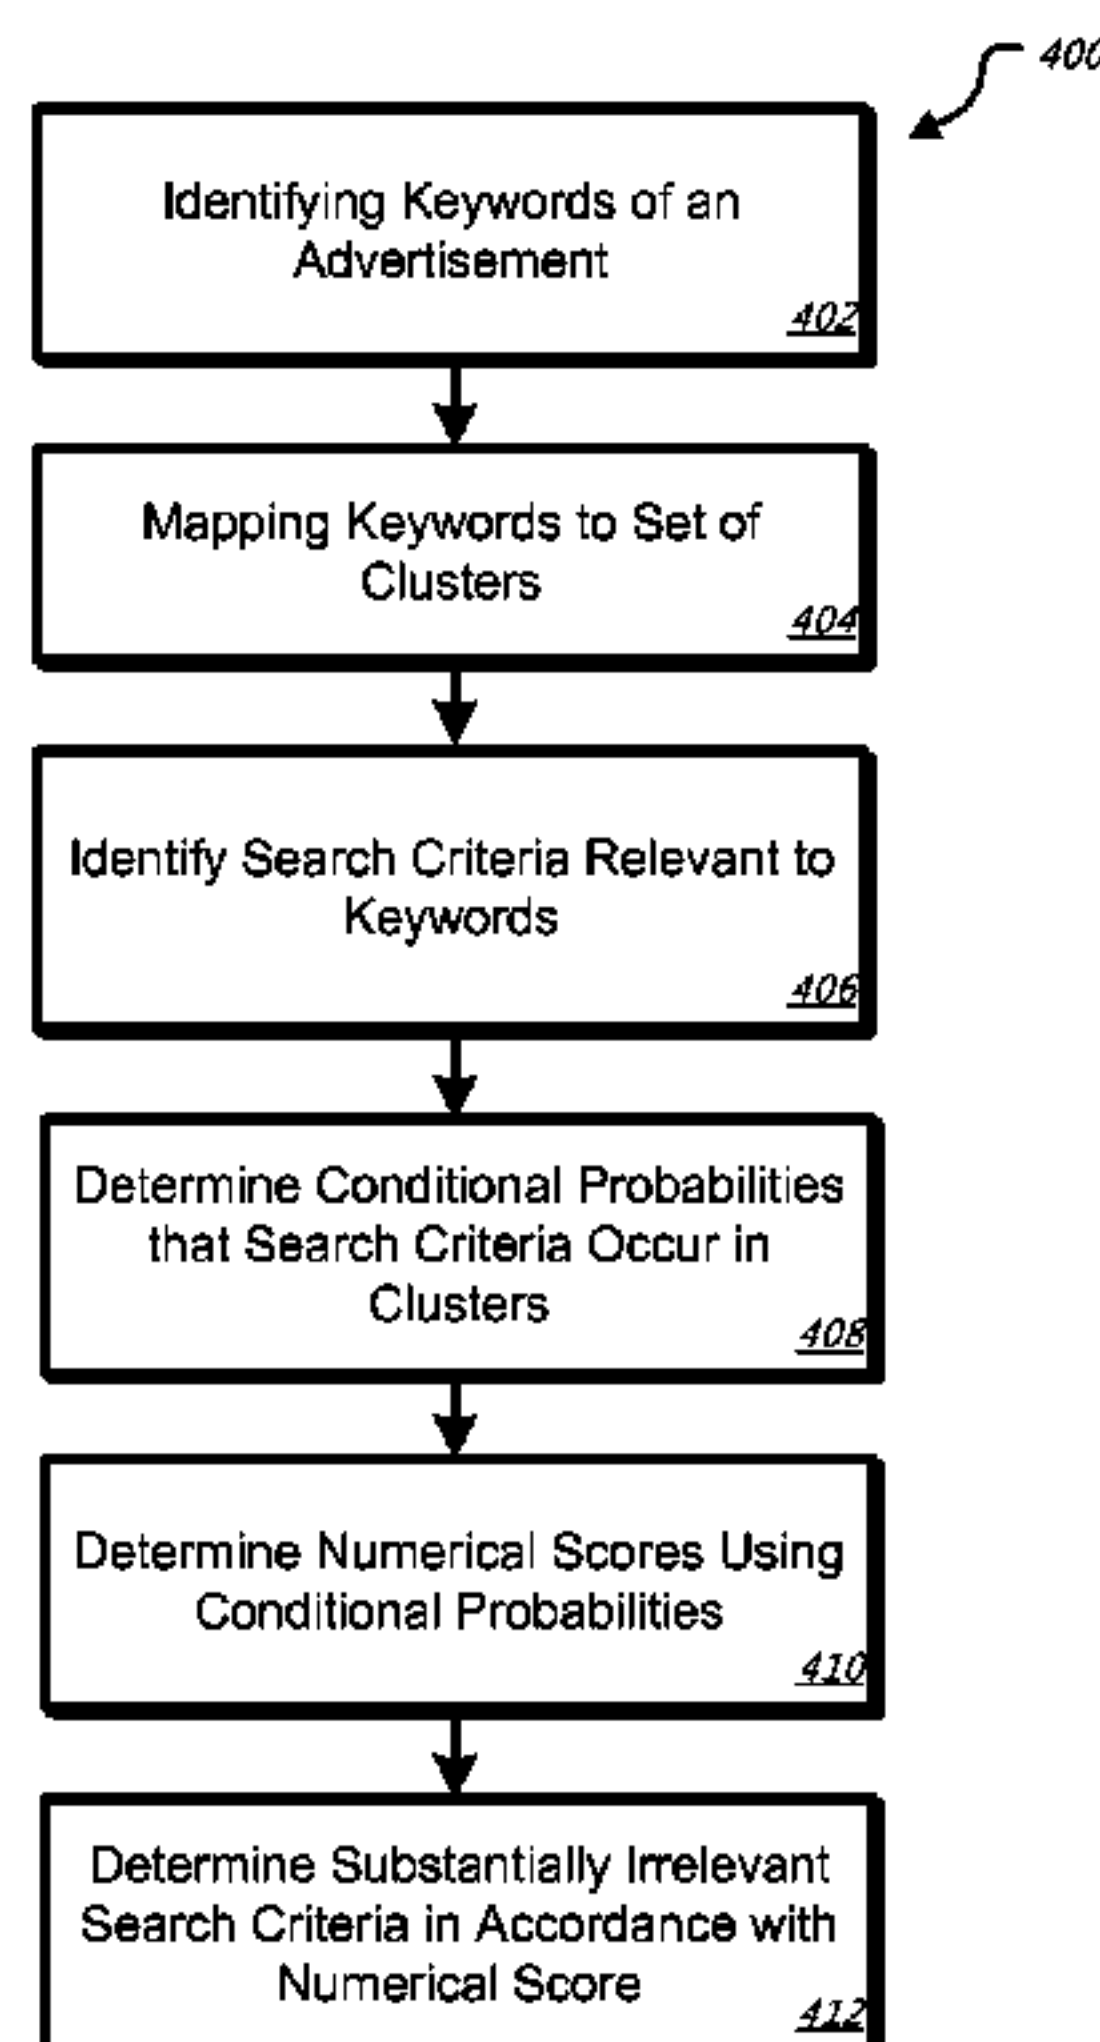 400
Identifying Keywords of an
Advertisement
402
Mapping Keywords to Set of
Clusters
404
Identify Search Criteria Relevant to
Keywords
406
Determine Conditional Probabilities
that Search Criteria Occur in
Clusters
408
Determine Numerical Scores Using
Conditional Probabilities
410
Determine Substantially Irrelevant
Search Criteria in Accordance with
Numerical Score
412